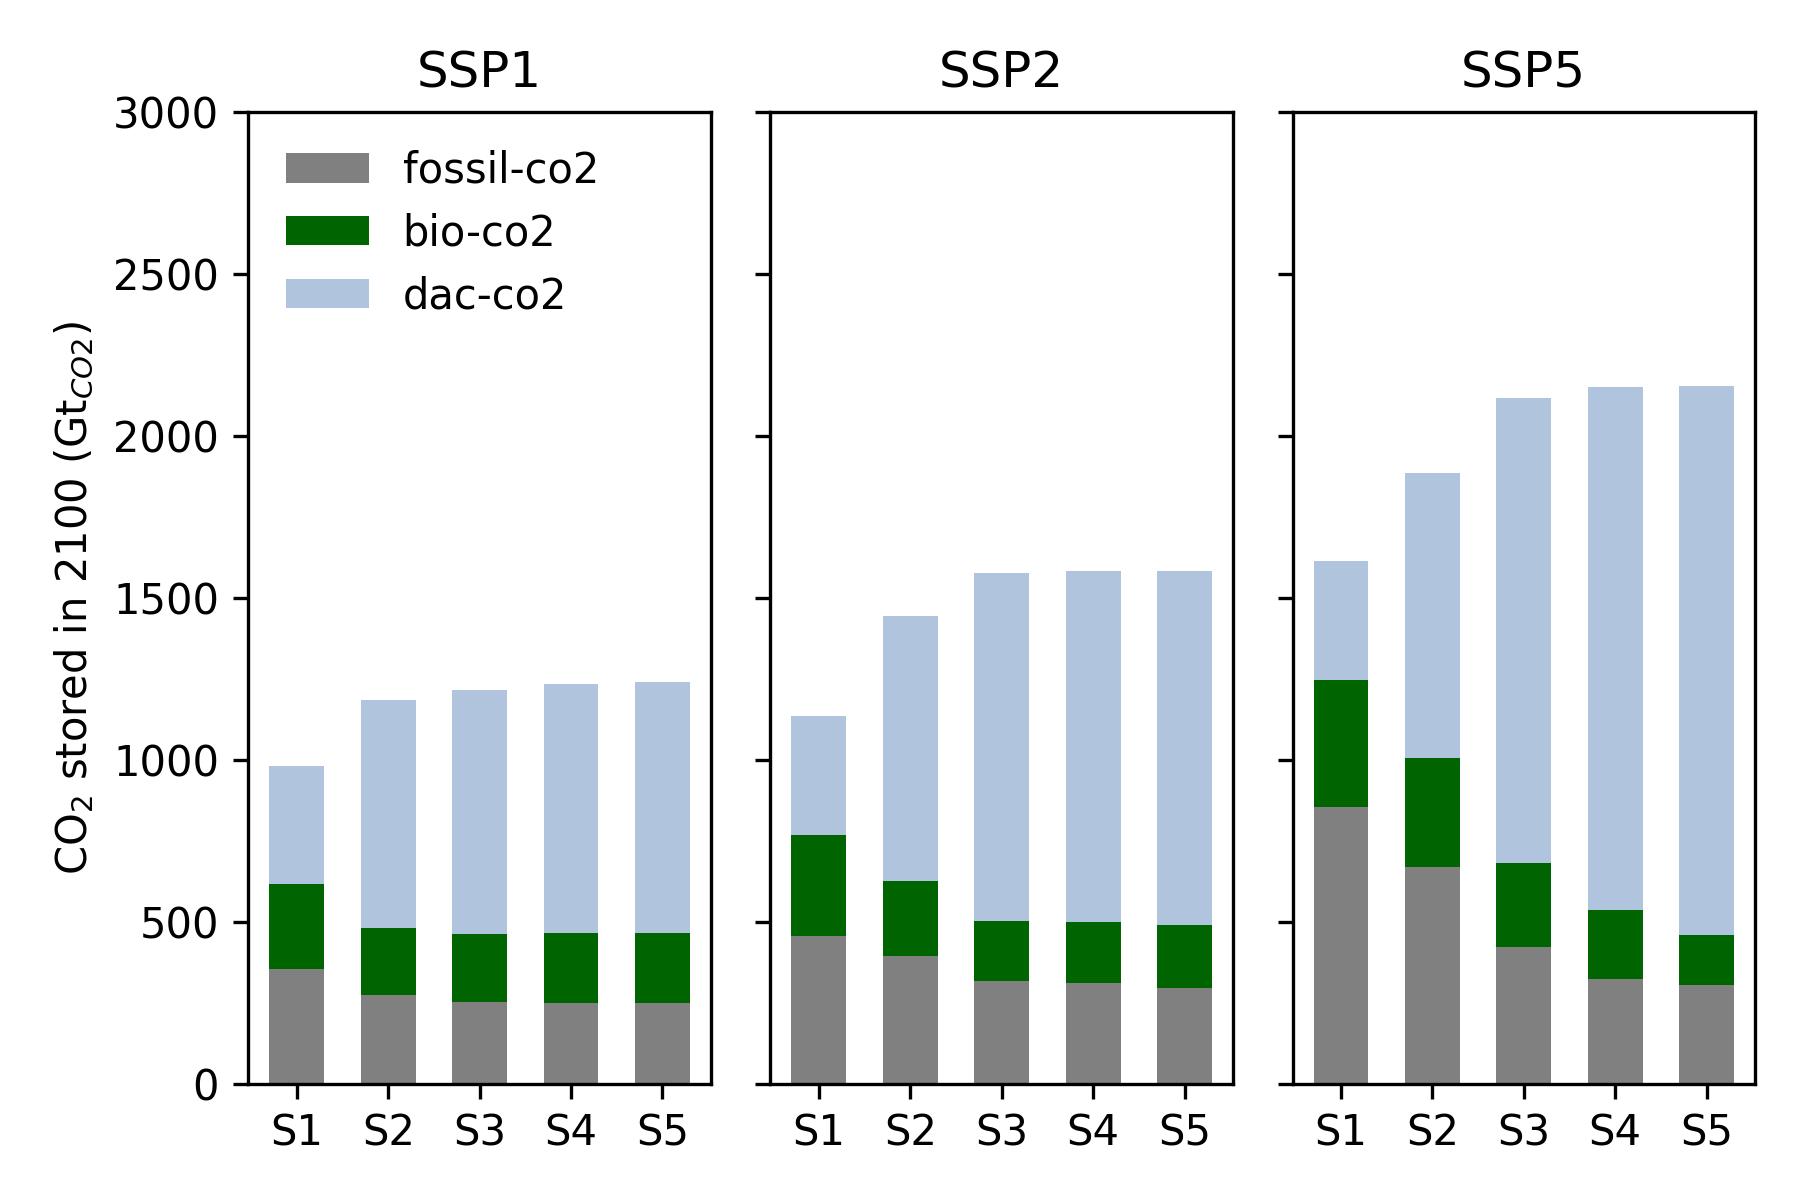 SSP1 SSP2 SSP5
CO₂ stored in 2100 (Gt_CO2)
3000
2500
2000
1500
1000
500
0
fossil-co2
bio-co2
dac-co2
S1 S2 S3 S4 S5 S1 S2 S3 S4 S5 S1 S2 S3 S4 S5